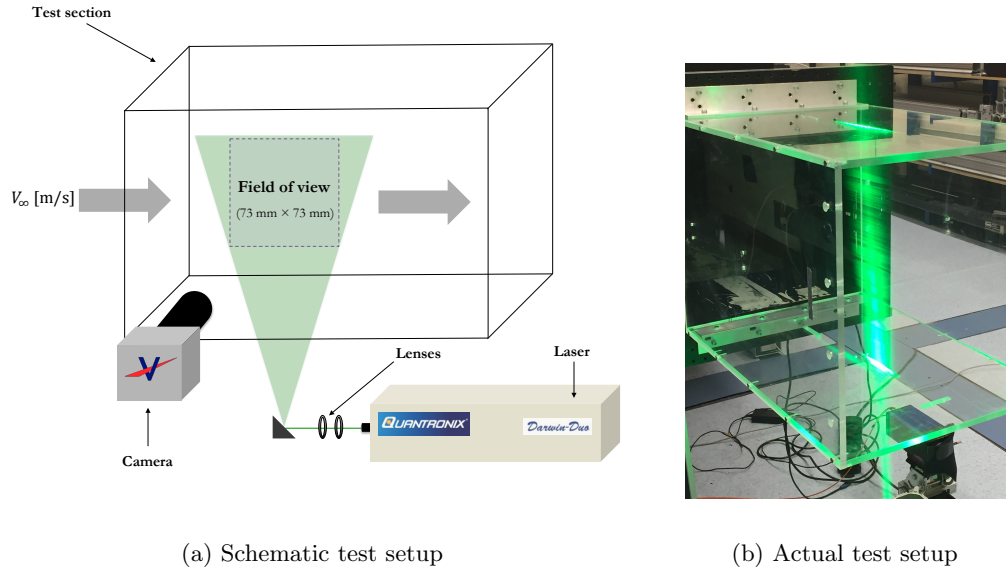 Test section
V∞ [m/s]
Field of view
(73 mm × 73 mm)
Lenses
Laser
V
QUANTRONIX
Darwin-Duo
Camera
(a) Schematic test setup
(b) Actual test setup